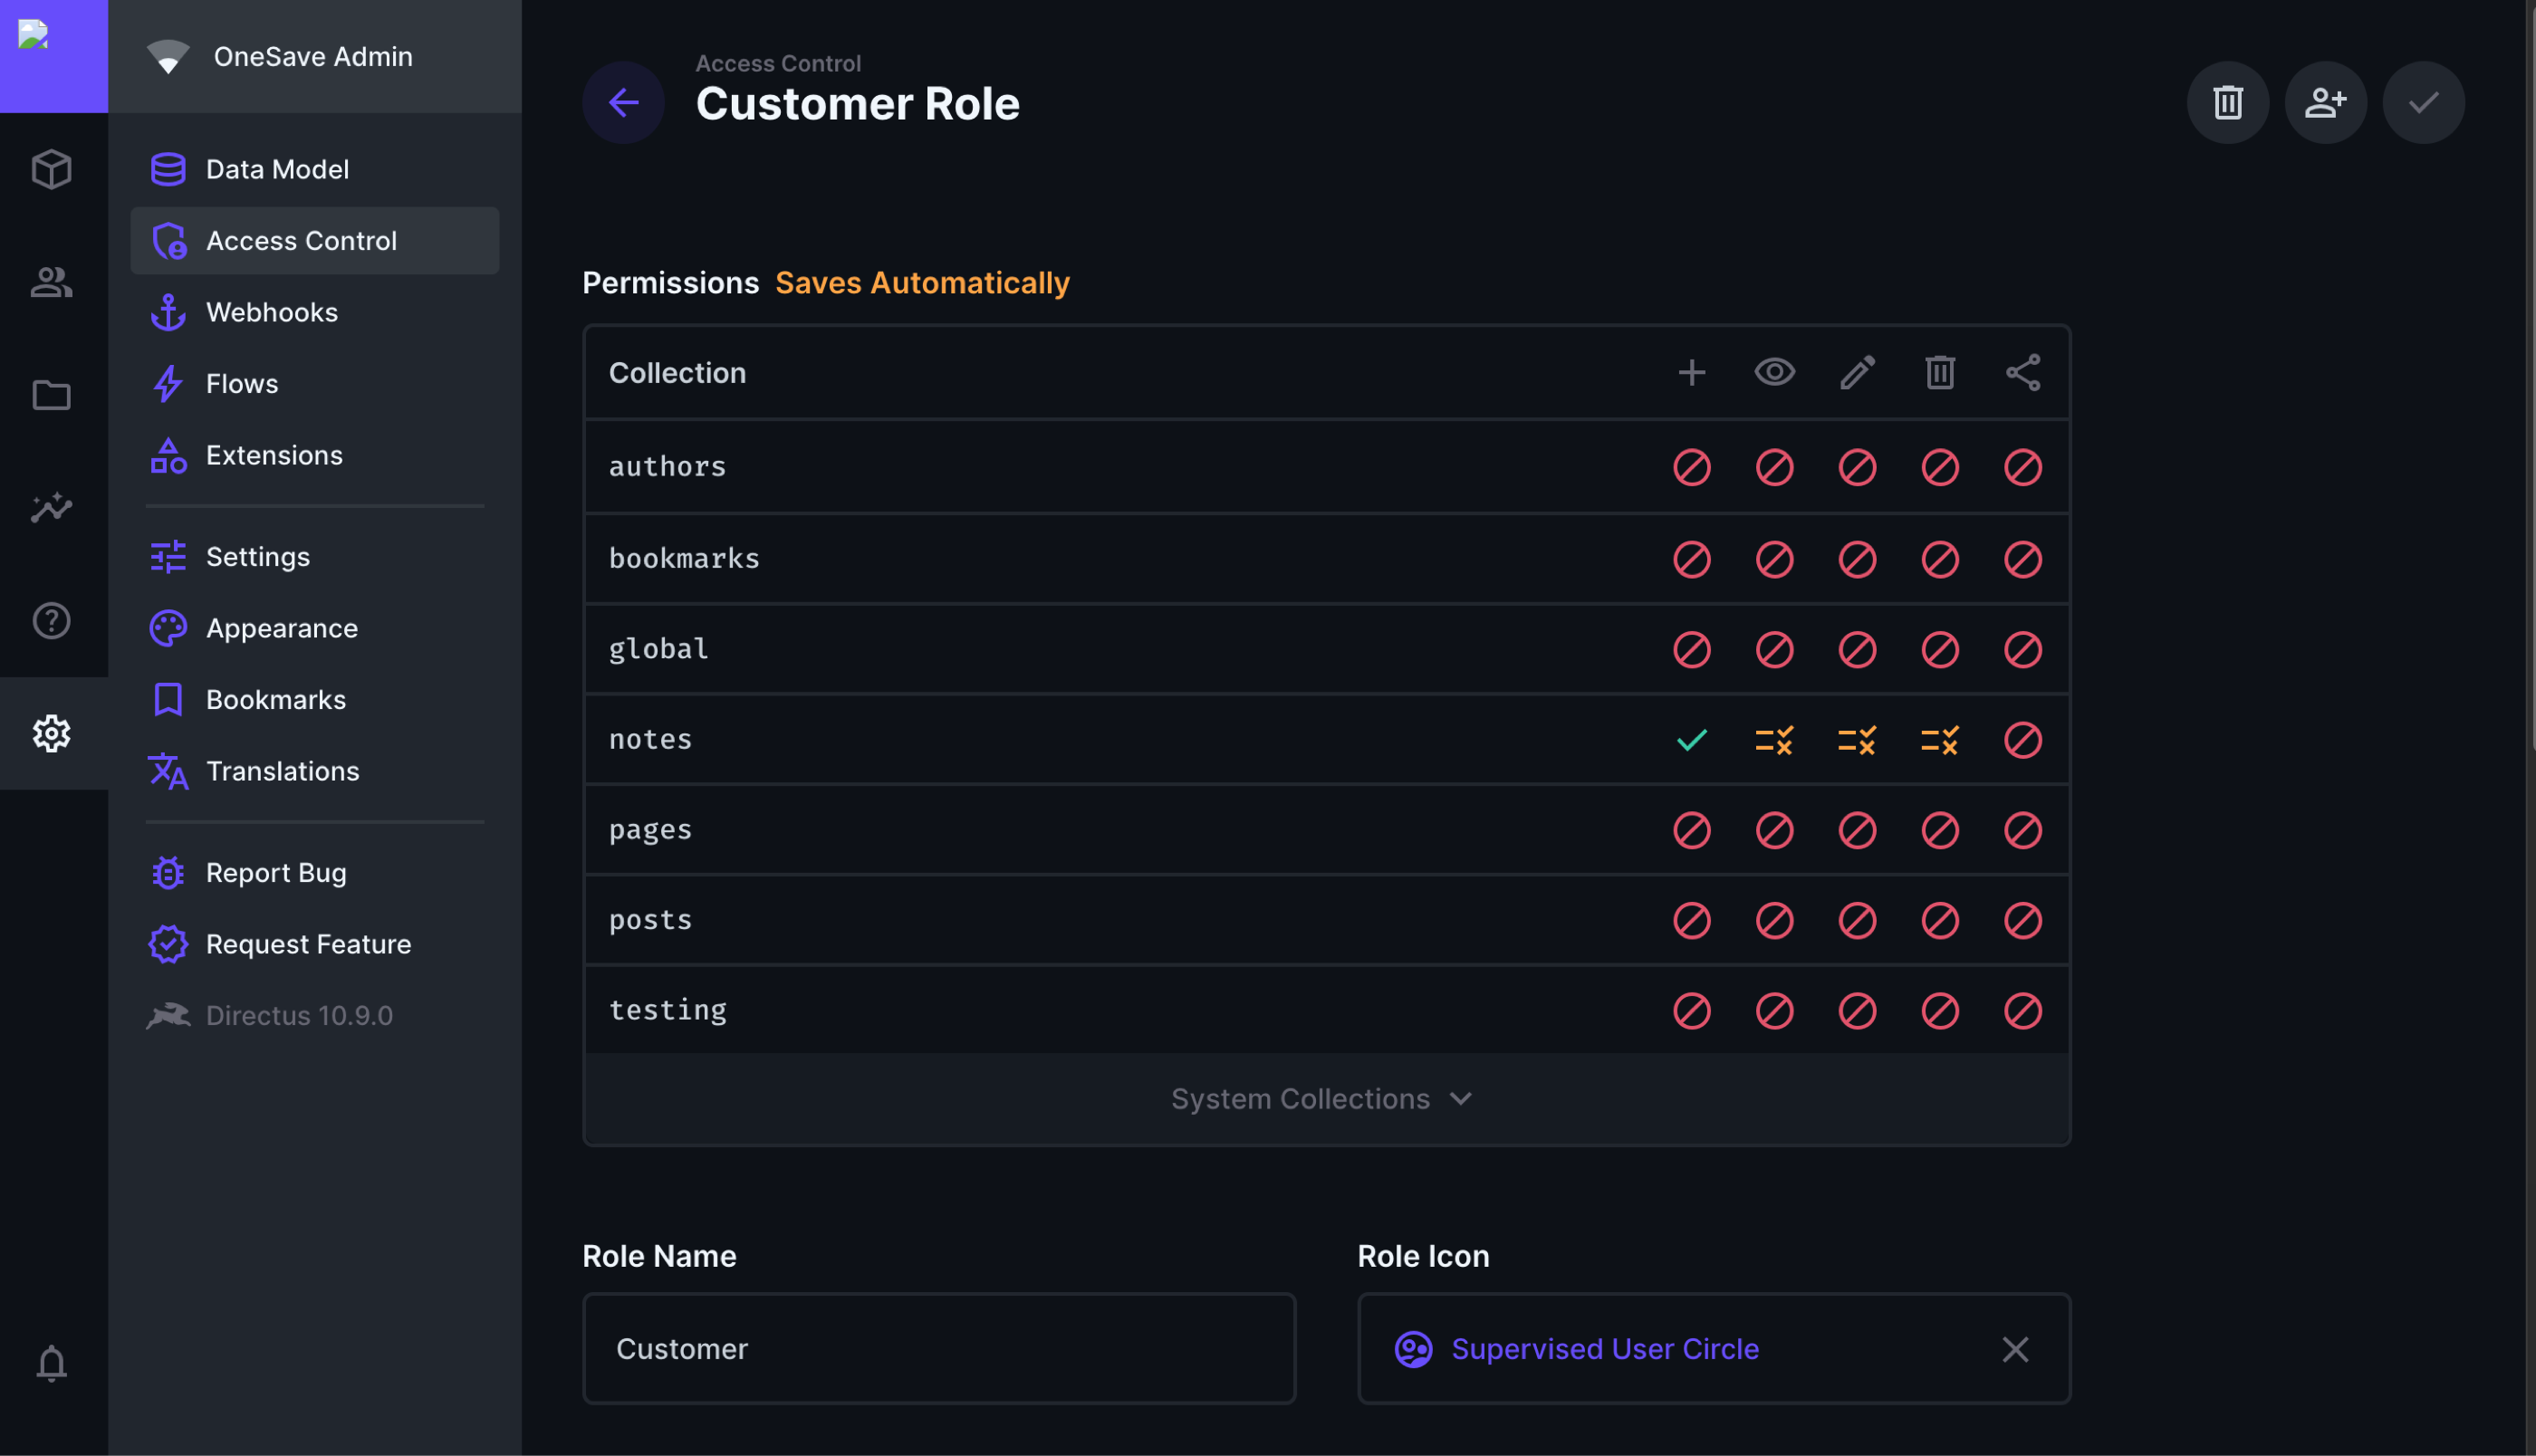 OneSave Admin
Data Model
Access Control
Webhooks
Flows
Extensions
Settings
Appearance
Bookmarks
Translations
Report Bug
Request Feature
Directus 10.9.0
Access Control
Customer Role
Permissions Saves Automatically
Collection
authors
bookmarks
global
notes
pages
posts
testing
System Collections
Role Name
Role Icon
Customer
Supervised User Circle